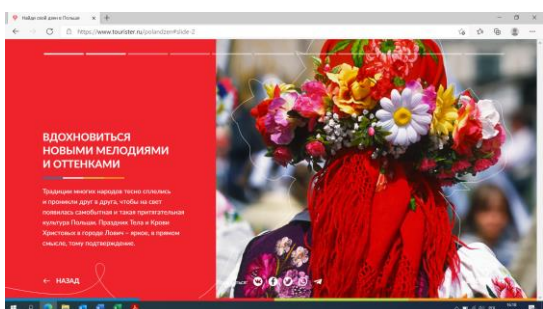 Найди свой дзен в Польше
https://www.tourister.ru/polandzen#slide-2
ВДОХНОВИТЬСЯ
НОВЫМИ МЕЛОДИЯМИ
И ОТТЕНКАМИ
Традиции многих народов тесно сплелись
и проникли друг в друга, чтобы на свет
появилась самобытная и такая притягательная
культура Польши. Праздник Тела и Крови
Христовых в городе Лович – яркое, в прямом
смысле, тому подтверждение.
← НАЗАД